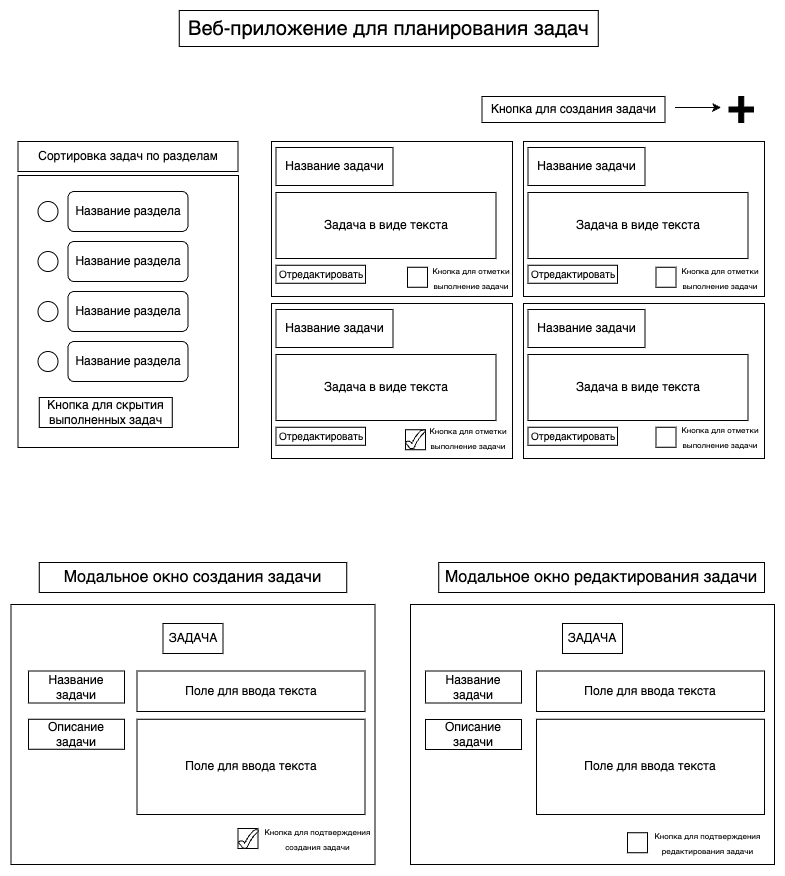 Веб-приложение для планирования задач
Кнопка для создания задачи
Сортировка задач по разделам
Название раздела
Название раздела
Название раздела
Название раздела
Кнопка для скрытия
выполненных задач
Название задачи
Задача в виде текста
Отредактировать
Кнопка для отметки
выполнение задачи
Название задачи
Задача в виде текста
Отредактировать
Кнопка для отметки
выполнение задачи
Название задачи
Задача в виде текста
Отредактировать
Кнопка для отметки
выполнение задачи
Название задачи
Задача в виде текста
Отредактировать
Кнопка для отметки
выполнение задачи
Модальное окно создания задачи
ЗАДАЧА
Название
задачи
Поле для ввода текста
Описание
задачи
Поле для ввода текста
Кнопка для подтверждения
создания задачи
Модальное окно редактирования задачи
ЗАДАЧА
Название
задачи
Поле для ввода текста
Описание
задачи
Поле для ввода текста
Кнопка для подтверждения
редактирования задачи